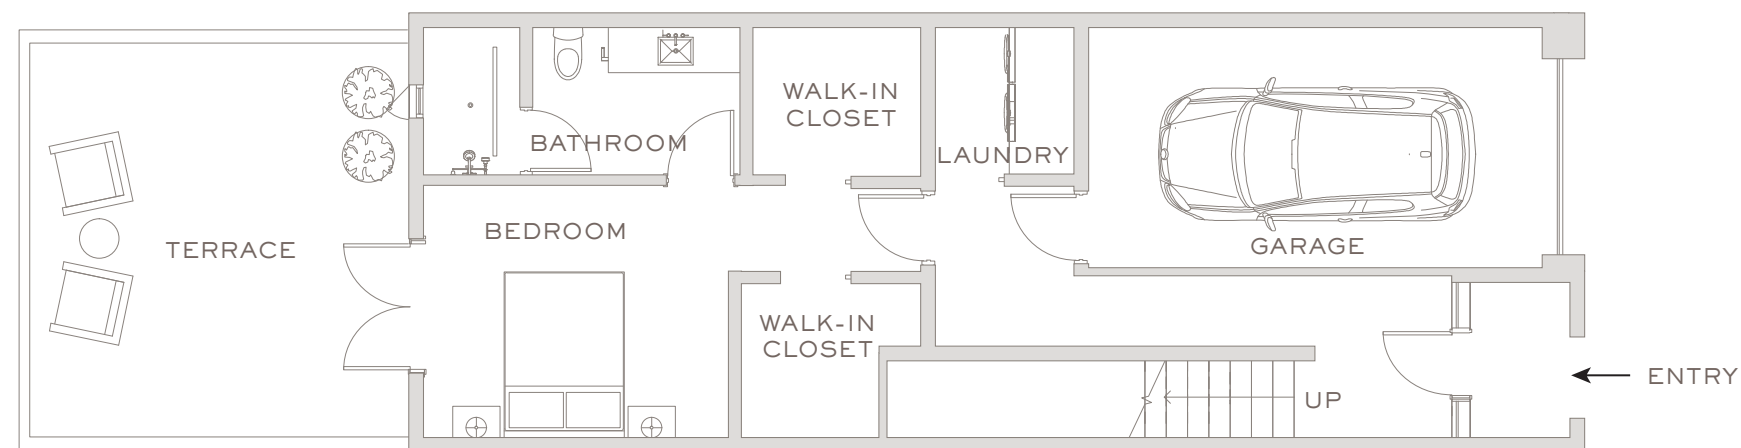 WALK-IN
CLOSET
BATHROOM
LAUNDRY
BEDROOM
TERRACE
GARAGE
WALK-IN
CLOSET
ENTRY
UP